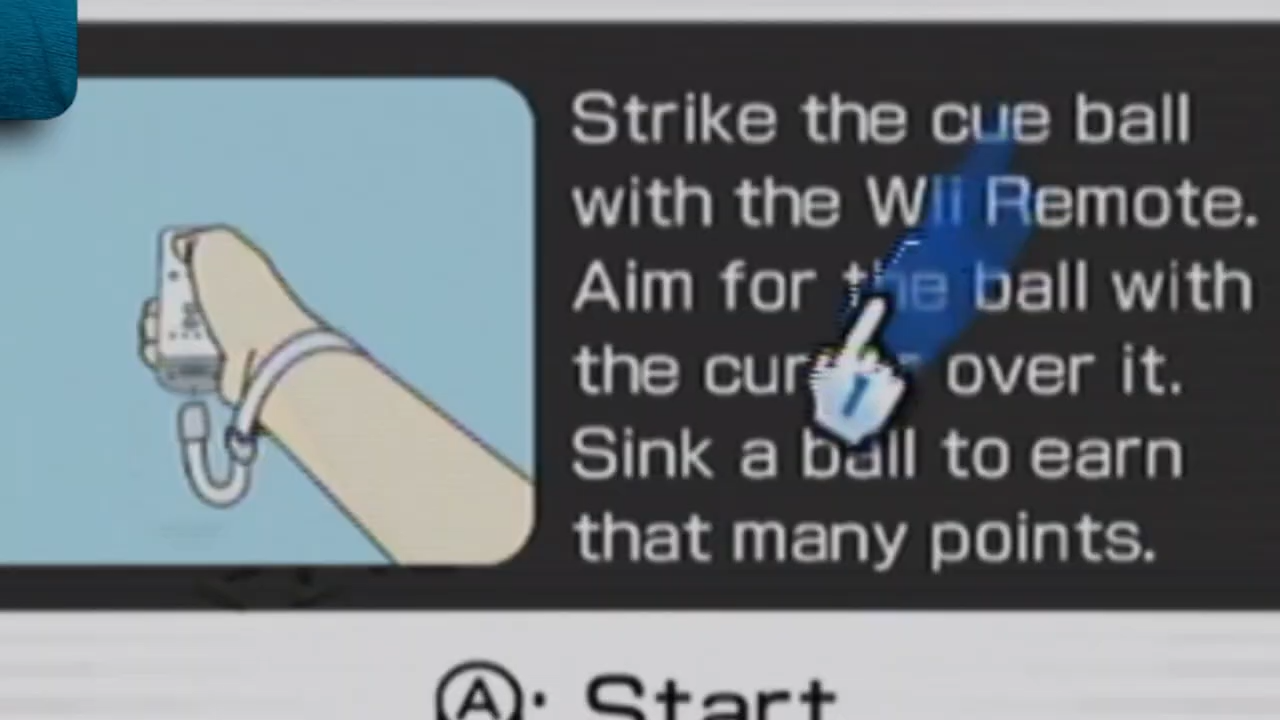 Strike the cue ball
with the Wii Remote.
Aim for the ball with
the over it.
Sink a ball to earn
that many points.
A: Start
1